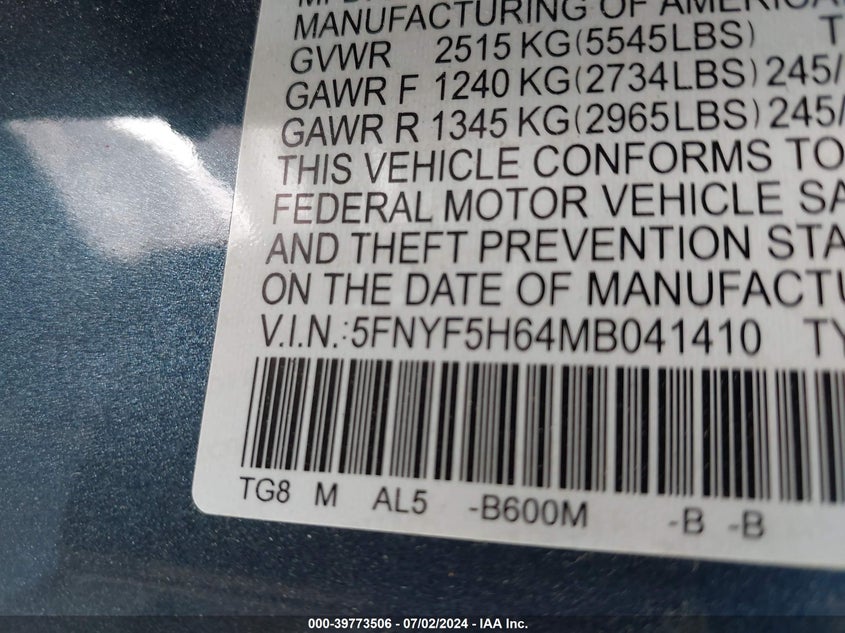 MANUFACTURING OF AMERICA
GVWR 2515 KG(5545LBS) T
GAWR F 1240 KG(2734LBS) 245/
GAWR R 1345 KG(2965LBS) 245/
THIS VEHICLE CONFORMS TO
FEDERAL MOTOR VEHICLE SA
AND THEFT PREVENTION STA
ON THE DATE OF MANUFACTU
V.I.N.:5FNYF5H64MB041410 TY
TG8 M AL5 -B600M -B -B
000-39773506 - 07/02/2024 - IAA Inc.